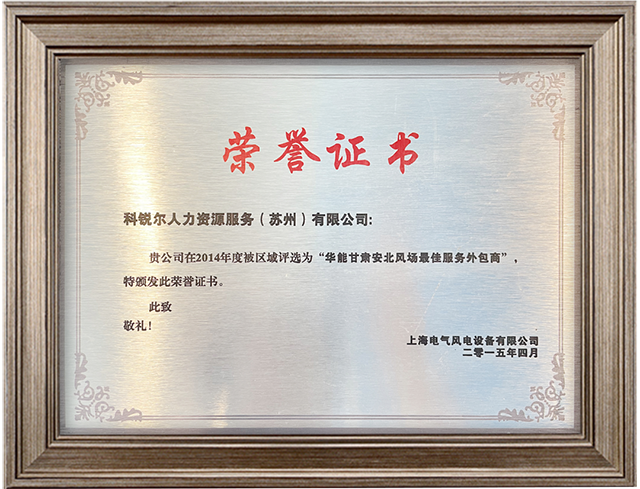 荣誉证书
科锐尔人力资源服务（苏州）有限公司：
贵公司在2014年度被区域评选为“华能甘肃安北风场最佳服务外包商”，
特颁发此荣誉证书。
此致
敬礼！
上海电气风电设备有限公司
二零一五年四月